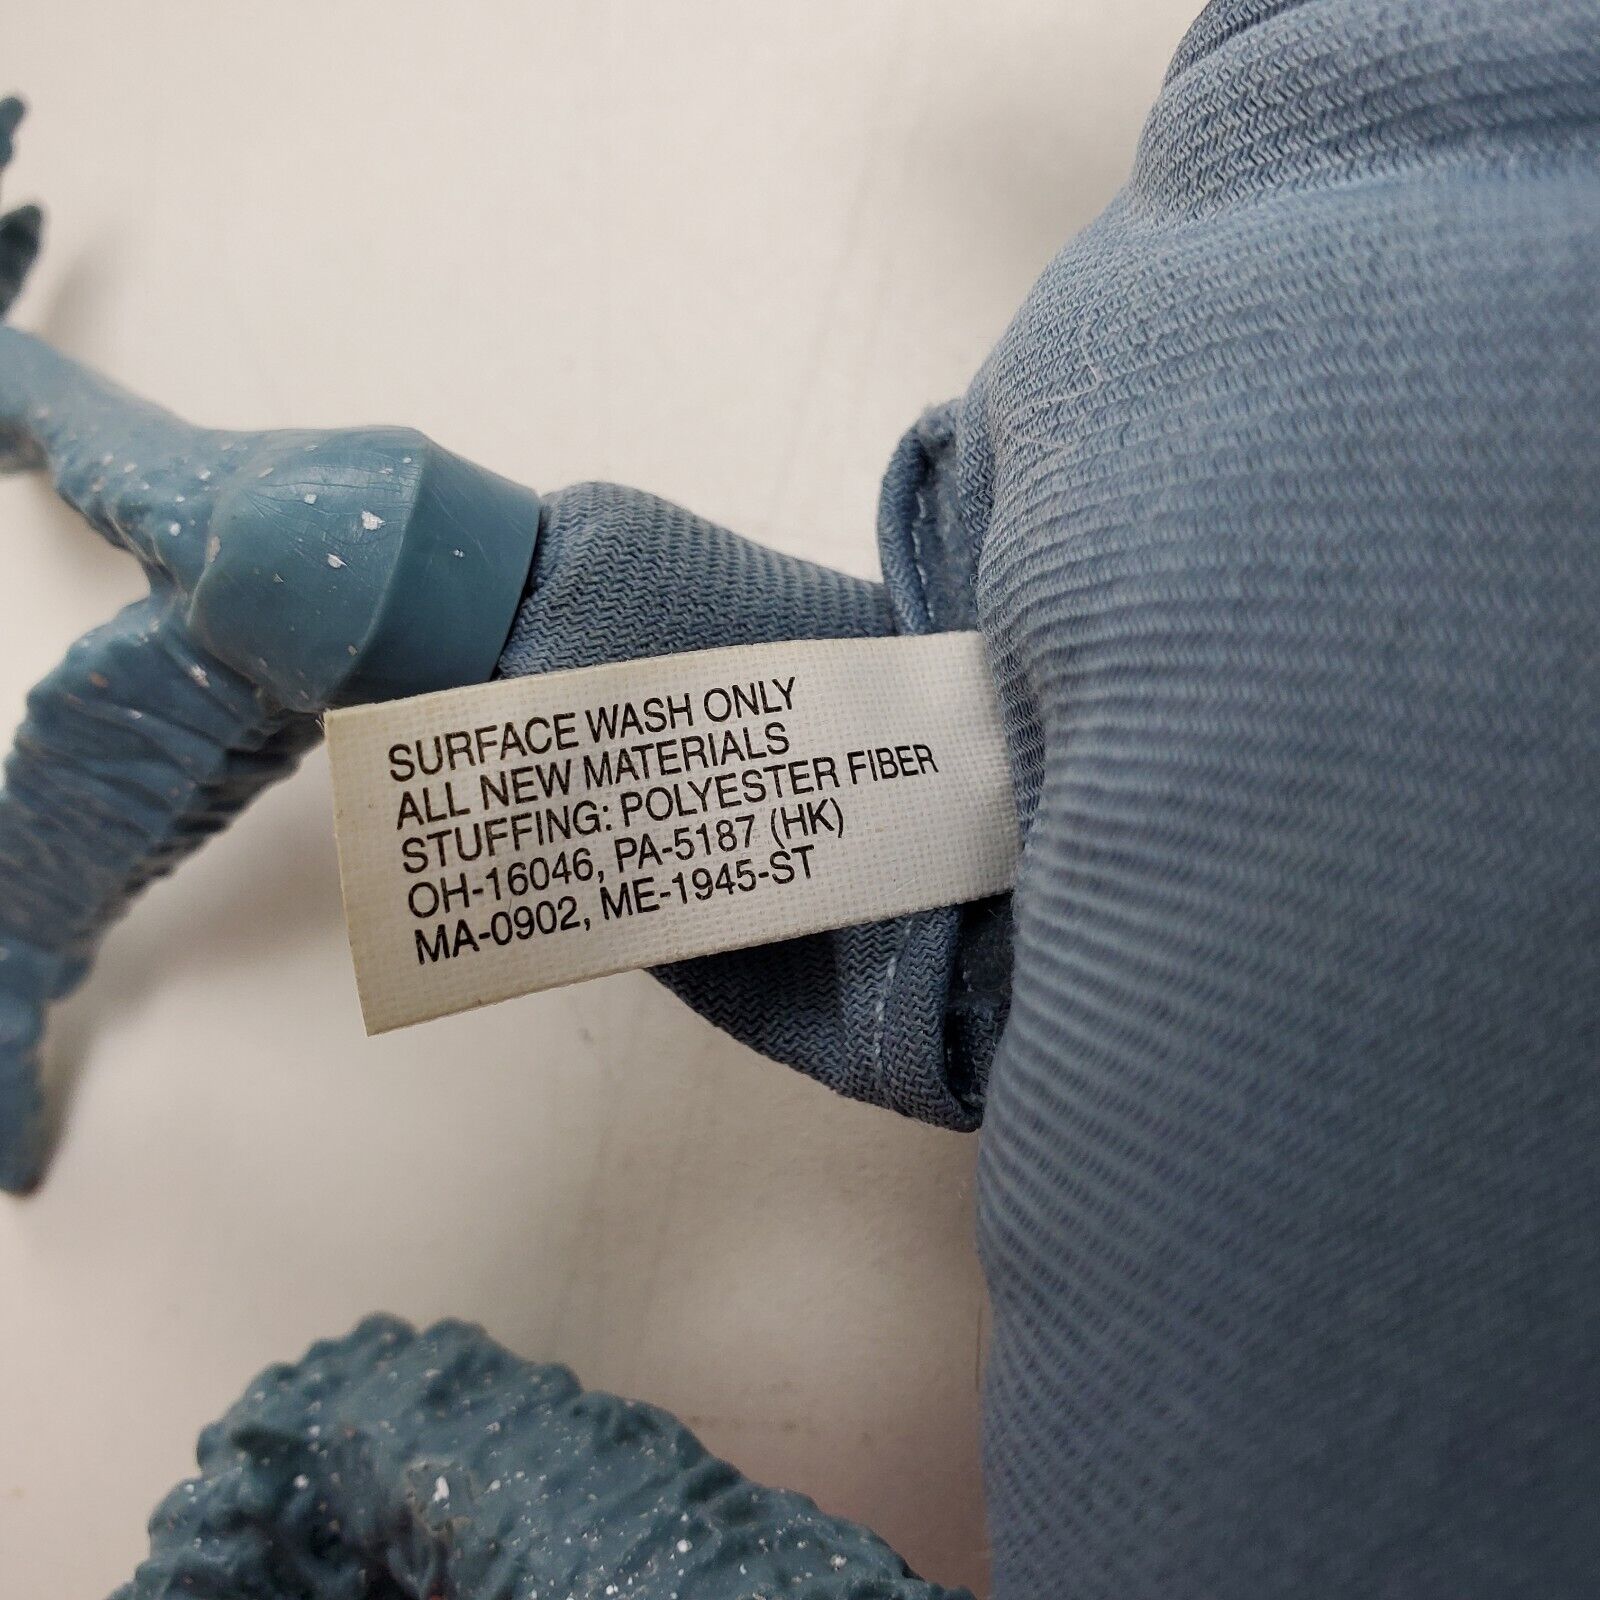 SURFACE WASH ONLY
ALL NEW MATERIALS
STUFFING: POLYESTER FIBER
OH-16046, PA-5187 (HK)
MA-0902, ME-1945-ST